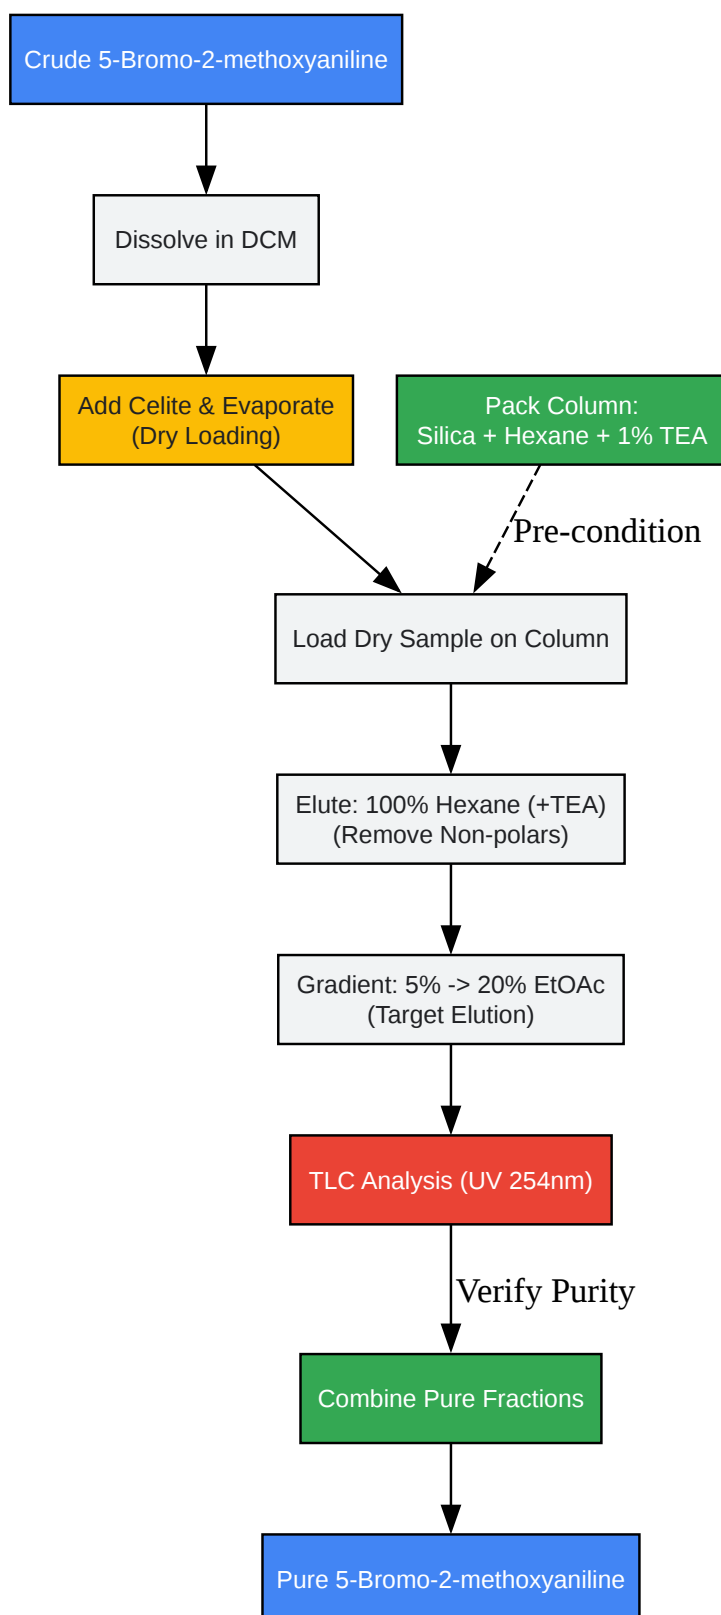 Crude 5-Bromo-2-methoxyaniline
Dissolve in DCM
Add Celite & Evaporate
(Dry Loading)
Pack Column:
Silica + Hexane + 1% TEA
Pre-condition
Load Dry Sample on Column
Elute: 100% Hexane (+TEA)
(Remove Non-polars)
Gradient: 5% -> 20% EtOAc
(Target Elution)
TLC Analysis (UV 254nm)
Verify Purity
Combine Pure Fractions
Pure 5-Bromo-2-methoxyaniline